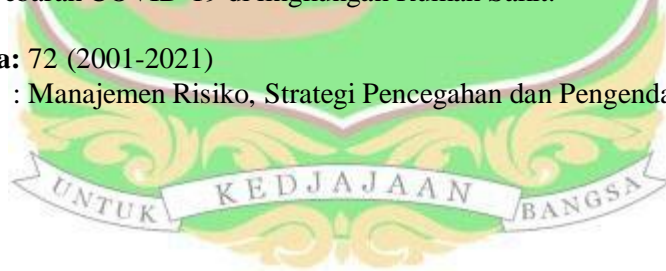 COVID-19 di lingkungan Rumah Sakit.
a: 72 (2001-2021)
: Manajemen Risiko, Strategi Pencegahan dan Pengenda
UNTUK KEDJAJAAN BANGSA